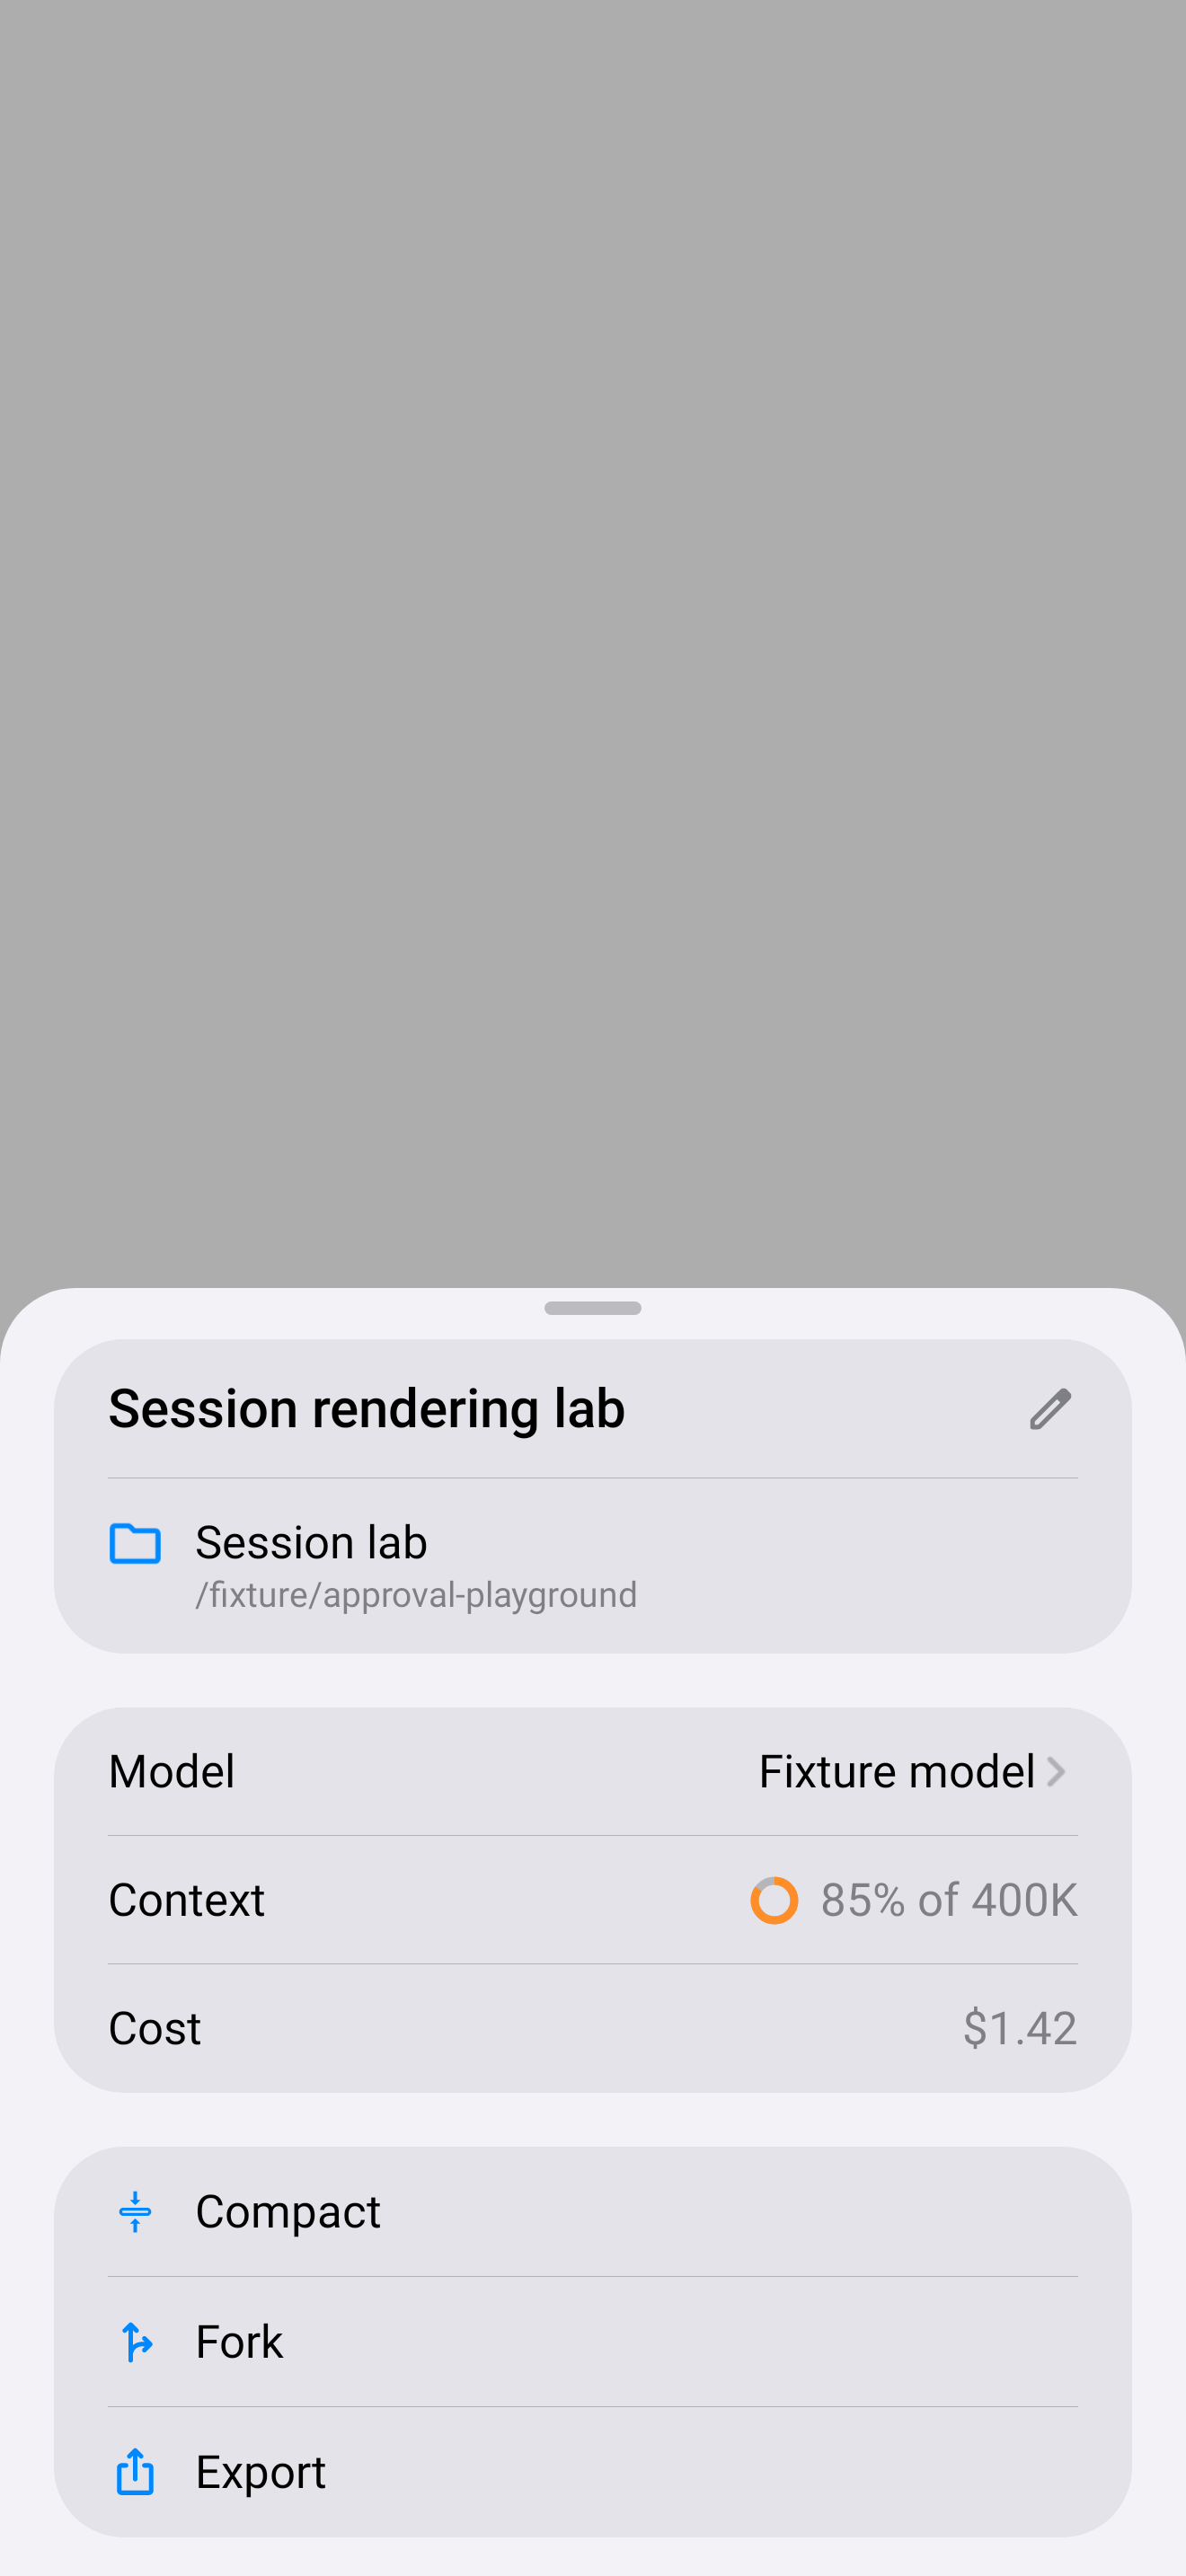 Session rendering lab
Session lab
/fixture/approval-playground
Model Fixture model
Context 85% of 400K
Cost $1.42
Compact
Fork
Export